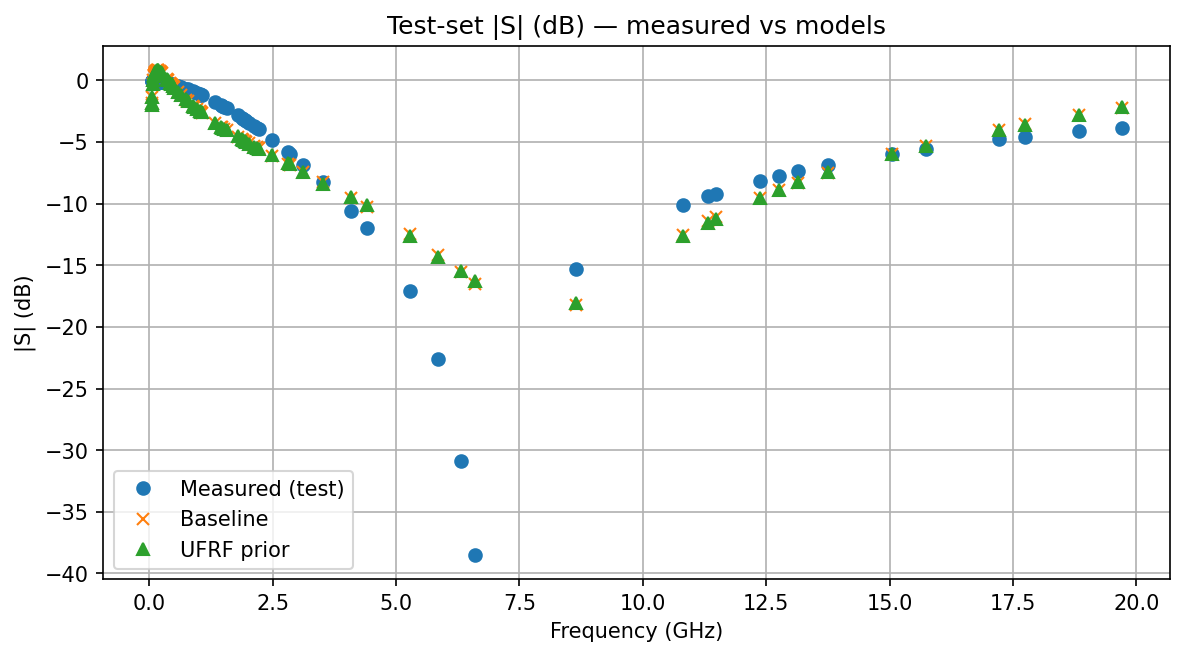 Test-set |S| (dB) — measured vs models
|S| (dB)
0
−5
−10
−15
−20
−25
−30
−35
−40
Measured (test)
Baseline
UFRF prior
0.0 2.5 5.0 7.5 10.0 12.5 15.0 17.5 20.0
Frequency (GHz)